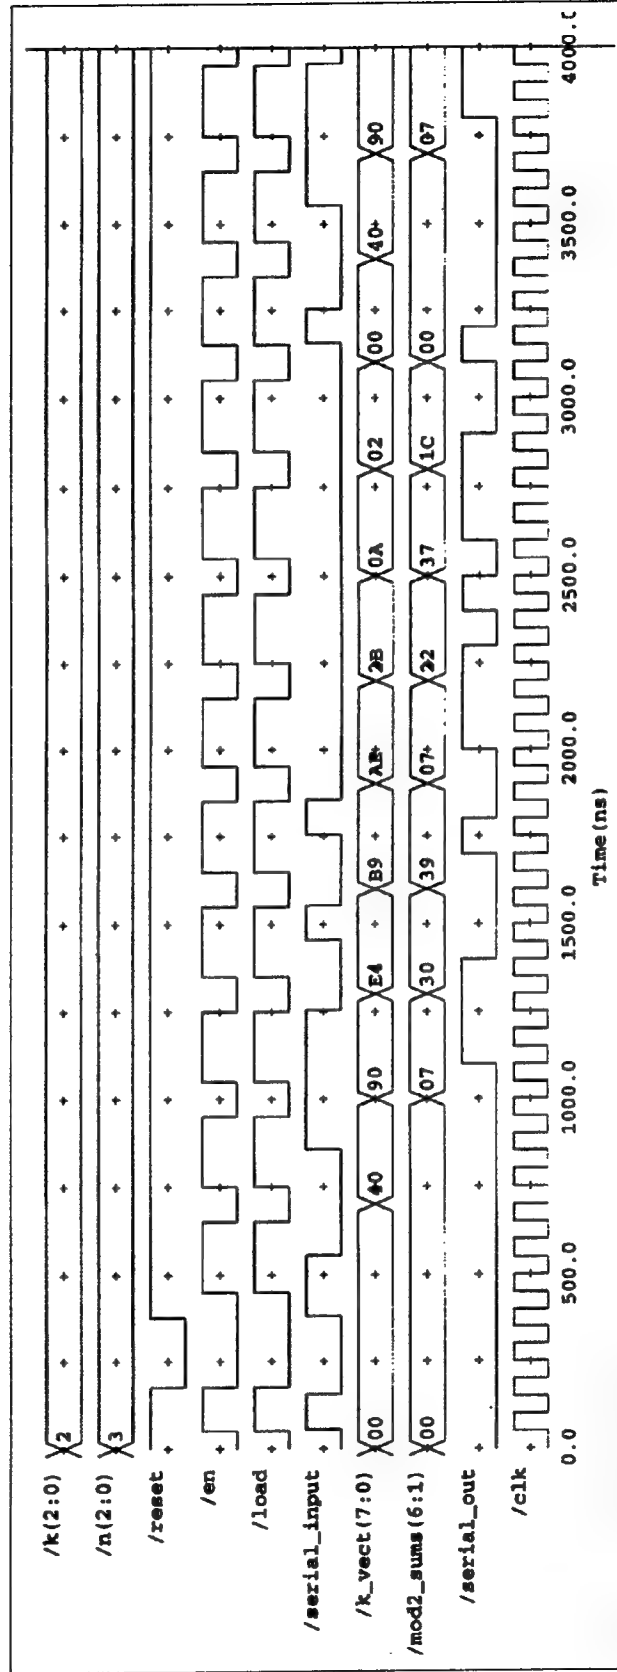 /k(2:0) 2
/n(2:0) 3
/reset
/en
/load
/serial_input
/k_vect(7:0) 00 40 90 E4 B9 AE 2B 0A 02 00 40 90
/mod2_sums(6:1) 00 07 30 39 07 22 37 1C 00 07
/serial_out
/clk
0.0 500.0 1000.0 1500.0 2000.0 2500.0 3000.0 3500.0 4000.0
Time(ns)